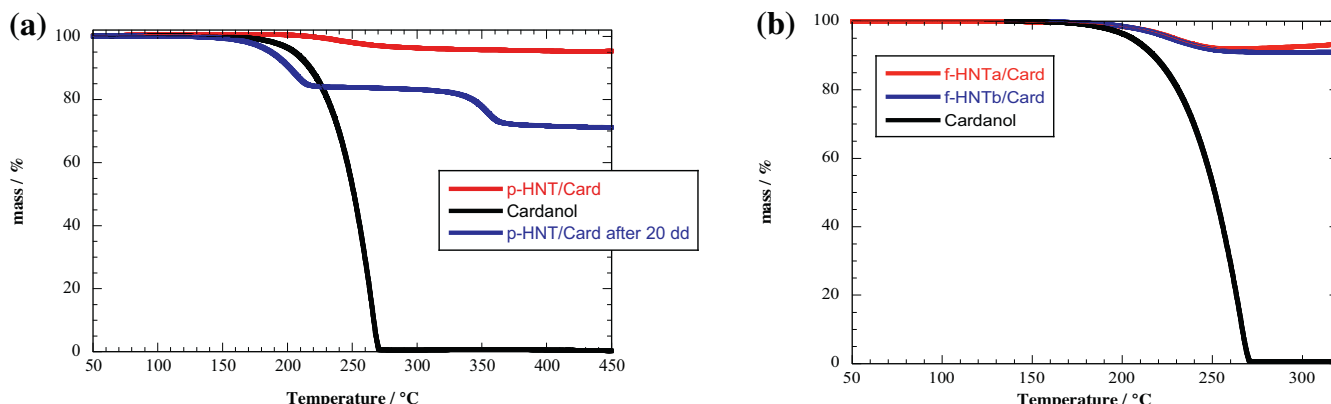 (a)
100
80
60
40
20
0
mass / %
p-HNT/Card
Cardanol
p-HNT/Card after 20 dd
50 100 150 200 250 300 350 400 450
Temperature / °C
(b)
100
80
60
40
20
0
mass / %
f-HNTa/Card
f-HNTb/Card
Cardanol
50 100 150 200 250 300
Temperature / °C